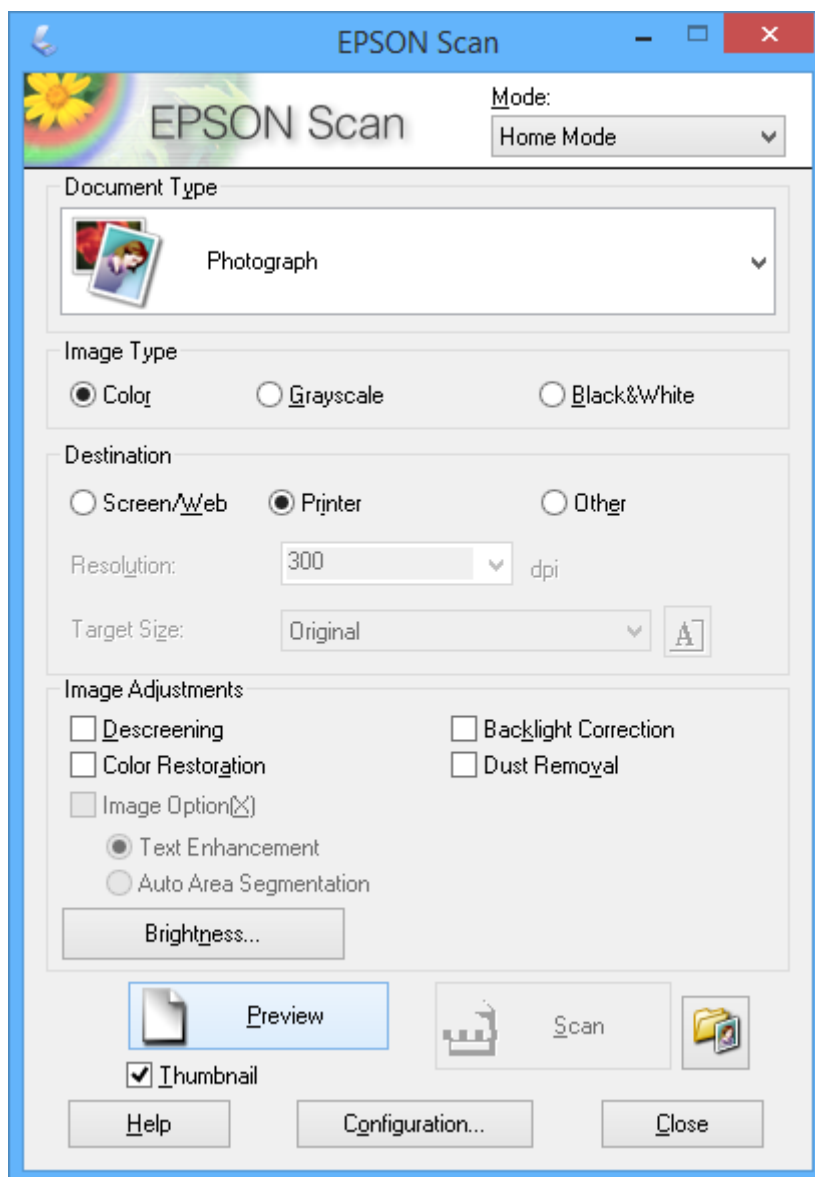 EPSON Scan
EPSON Scan
Mode:
Home Mode
Document Type
Photograph
Image Type
Color Grayscale Black&White
Destination
Screen/Web Printer Other
Resolution: 300 dpi
Target Size: Original A
Image Adjustments
Descreening Backlight Correction
Color Restoration Dust Removal
Image Option(X)
Text Enhancement
Auto Area Segmentation
Brightness...
Preview Scan
Thumbnail
Help Configuration... Close